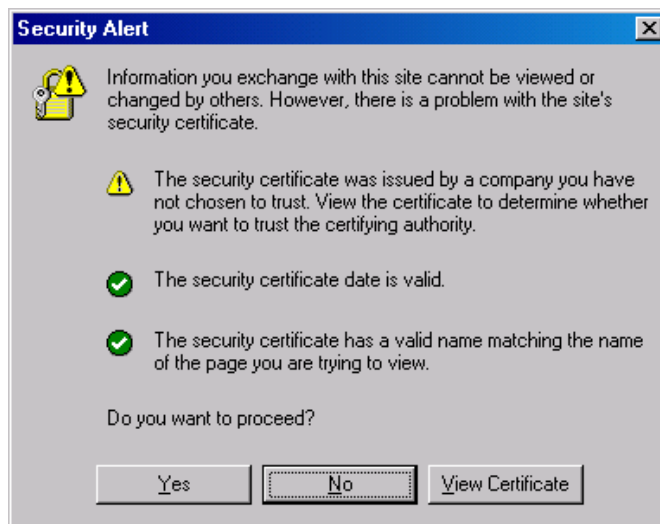 Security Alert
Information you exchange with this site cannot be viewed or
changed by others. However, there is a problem with the site's
security certificate.
The security certificate was issued by a company you have
not chosen to trust. View the certificate to determine whether
you want to trust the certifying authority.
The security certificate date is valid.
The security certificate has a valid name matching the name
of the page you are trying to view.
Do you want to proceed?
Yes No View Certificate